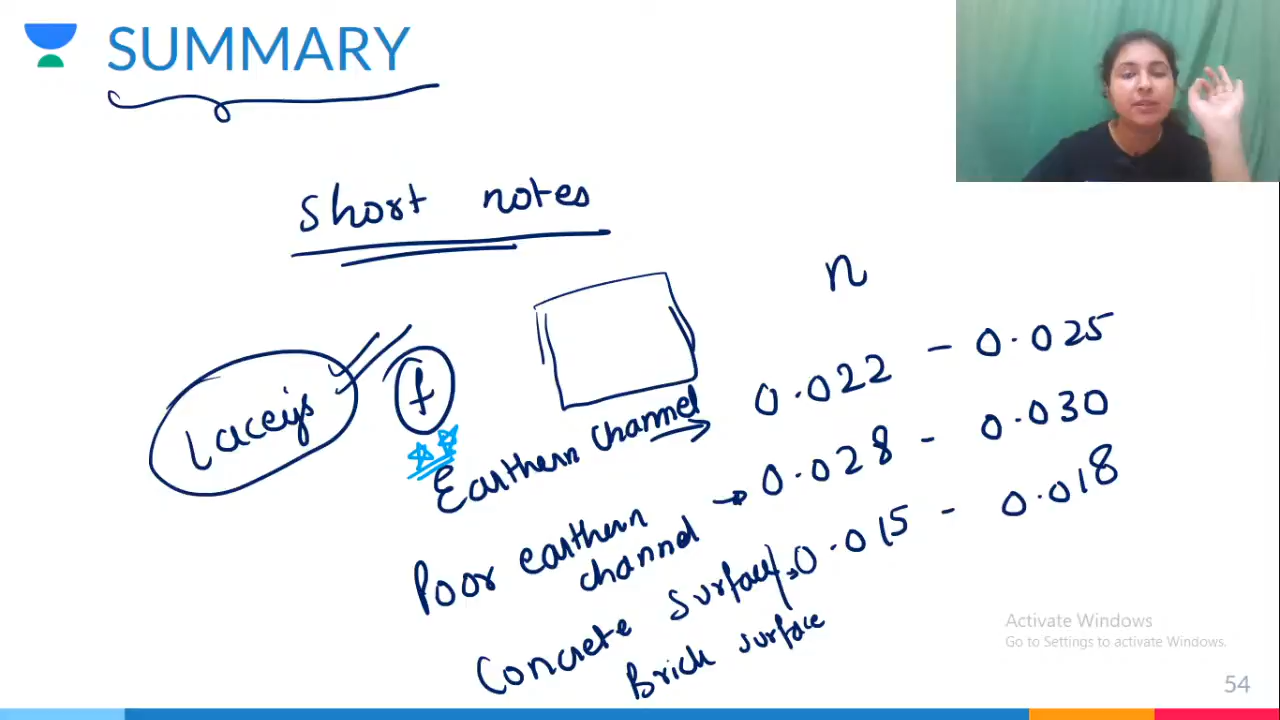 SUMMARY
short notes
n
Lacey's f
Earthern channel 0.022 - 0.025
Poor earthern channel 0.028 - 0.030
Concrete surface/ 0.015 - 0.018
Brick surface
Activate Windows
Go to Settings to activate Windows.
54